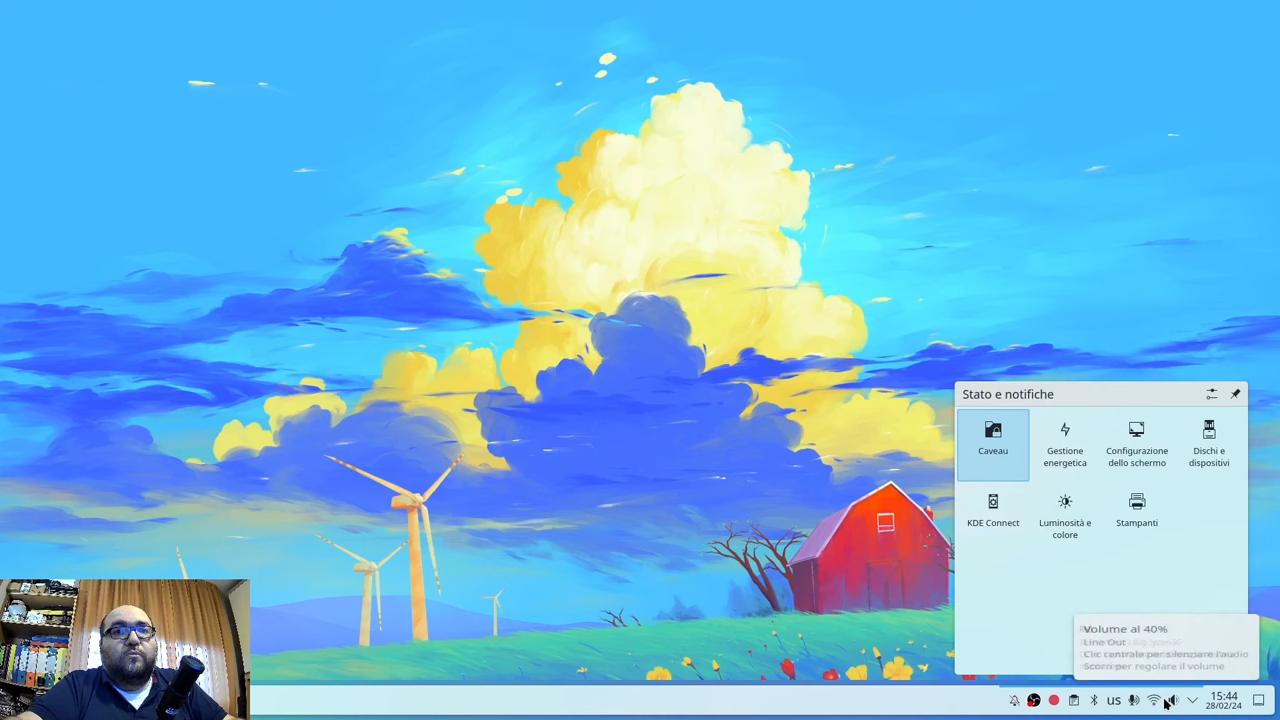 Stato e notifiche
Caveau
Gestione
energetica
Configurazione
dello schermo
Dischi e
dispositivi
KDE Connect
Luminosità e
colore
Stampanti
Volume al 40%
Line Out
Clic centrale per silenziare l'audio
Scorri per regolare il volume
US
15:44
28/02/24